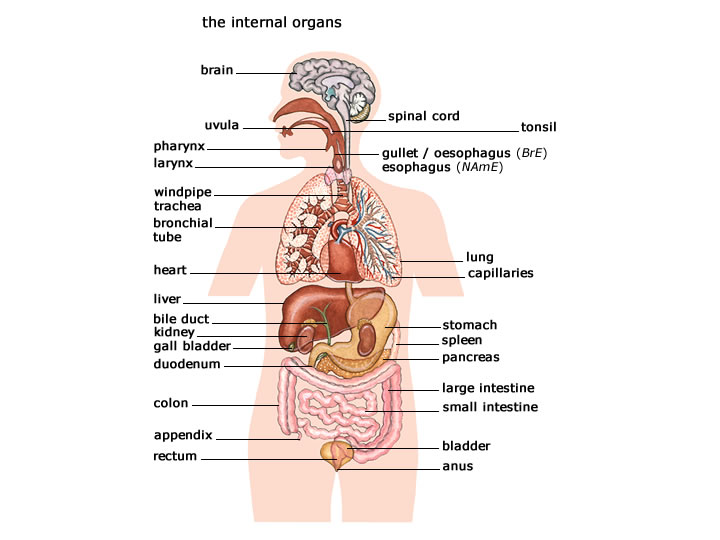 the internal organs
brain
uvula
pharynx
larynx
windpipe
trachea
bronchial
tube
heart
liver
bile duct
kidney
gall bladder
duodenum
colon
appendix
rectum
spinal cord
tonsil
gullet / oesophagus (BrE)
esophagus (NAmE)
lung
capillaries
stomach
spleen
pancreas
large intestine
small intestine
bladder
anus